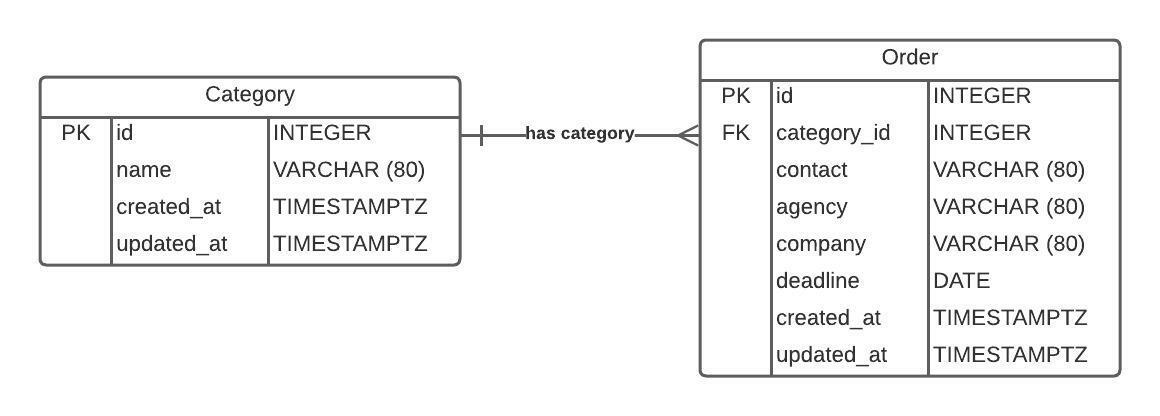 Category
PK id INTEGER
name VARCHAR (80)
created_at TIMESTAMPTZ
updated_at TIMESTAMPTZ
has category
Order
PK id INTEGER
FK category_id INTEGER
contact VARCHAR (80)
agency VARCHAR (80)
company VARCHAR (80)
deadline DATE
created_at TIMESTAMPTZ
updated_at TIMESTAMPTZ